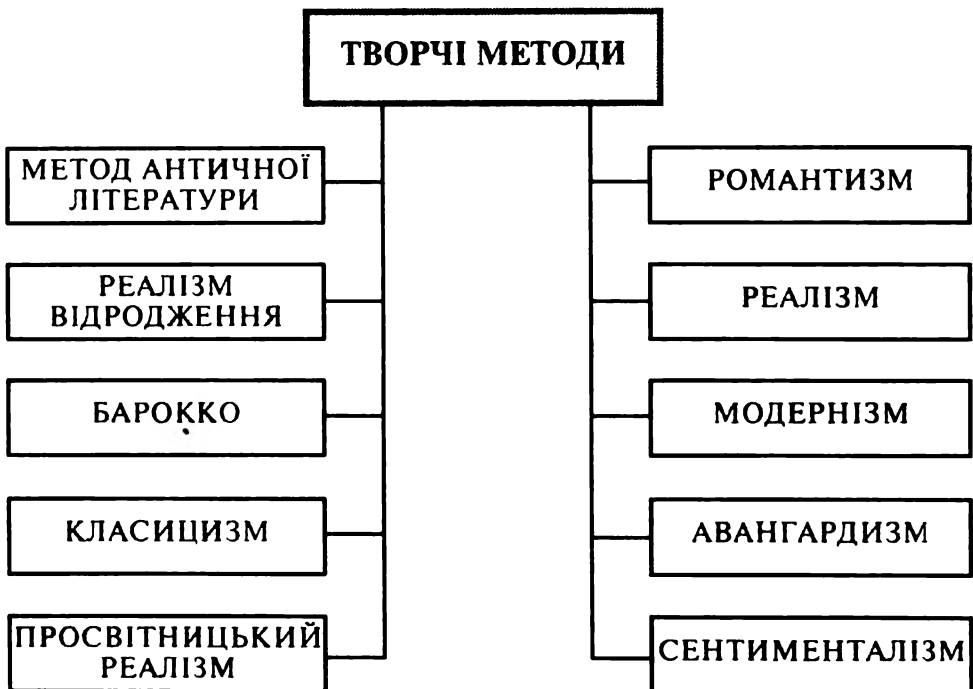 ТВОРЧІ МЕТОДИ
МЕТОД АНТИЧНОЇ
ЛІТЕРАТУРИ
РЕАЛІЗМ
ВІДРОДЖЕННЯ
БАРОККО
КЛАСИЦИЗМ
ПРОСВІТНИЦЬКИЙ
РЕАЛІЗМ
РОМАНТИЗМ
РЕАЛІЗМ
МОДЕРНІЗМ
АВАНГАРДИЗМ
СЕНТИМЕНТАЛІЗМ